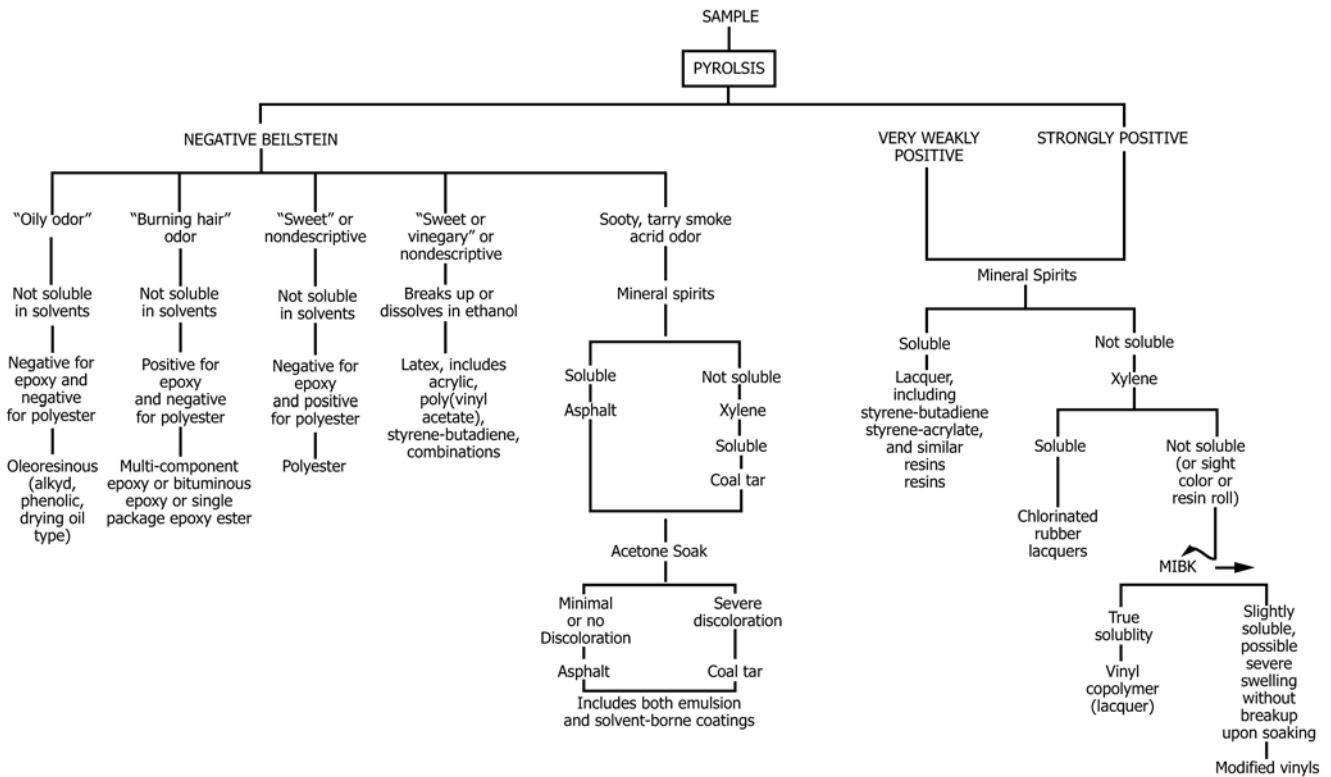 SAMPLE
PYROLSIS
NEGATIVE BEILSTEIN
VERY WEAKLY
POSITIVE
STRONGLY POSITIVE
“Oily odor”
Not soluble
in solvents
Negative for
epoxy and
negative
for polyester
Oleoresinous
(alkyd,
phenolic,
drying oil
type)
“Burning hair”
odor
Not soluble
in solvents
Positive for
epoxy
and negative
for polyester
Multi-component
epoxy or bituminous
epoxy or single
package epoxy ester
“Sweet” or
nondescriptive
Not soluble
in solvents
Negative for
epoxy
and positive
for polyester
Polyester
“Sweet or
vinegary” or
nondescriptive
Breaks up or
dissolves in ethanol
Latex, includes
acrylic,
poly(vinyl
acetate),
styrene-butadiene,
combinations
Sooty, tarry smoke
acrid odor
Mineral spirits
Soluble
Asphalt
Not soluble
Xylene
Soluble
Coal tar
Acetone Soak
Minimal
or no
Discoloration
Asphalt
Severe
discoloration
Coal tar
Includes both emulsion
and solvent-borne coatings
Mineral Spirits
Soluble
Lacquer,
including
styrene-butadiene
styrene-acrylate,
and similar
resins
resins
Not soluble
Xylene
Soluble
Chlorinated
rubber
lacquers
Not soluble
(or sight
color or
resin roll)
MIBK
True
solublity
Vinyl
copolymer
(lacquer)
Slightly
soluble,
possible
severe
swelling
without
breakup
upon soaking
Modified vinyls